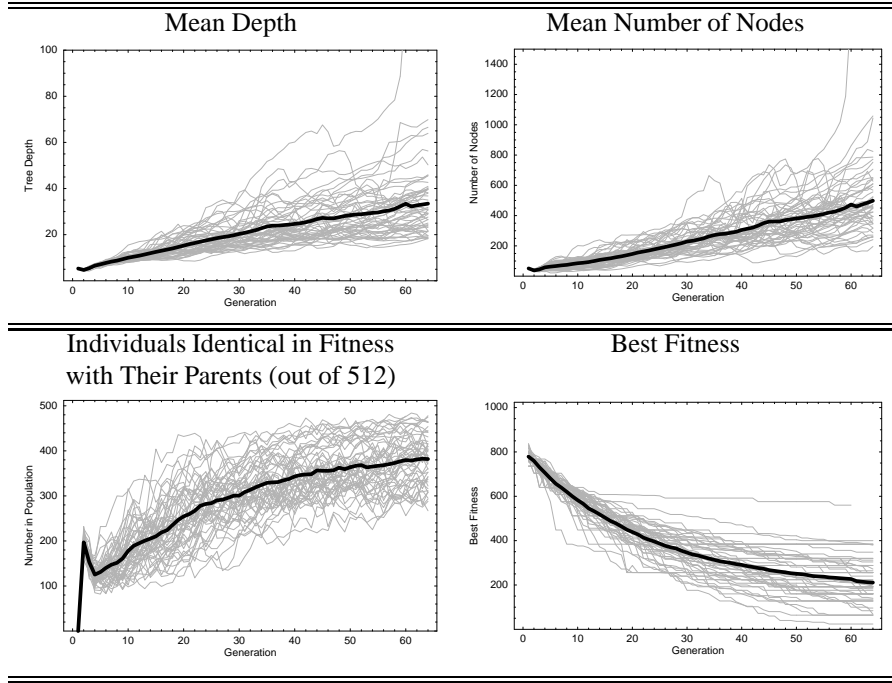 Mean Depth
100
80
60
40
20
Tree Depth
0 10 20 30 40 50 60
Generation
Mean Number of Nodes
1400
1200
1000
800
600
400
200
Number of Nodes
0 10 20 30 40 50 60
Generation
Individuals Identical in Fitness
with Their Parents (out of 512)
500
400
300
200
100
Number in Population
0 10 20 30 40 50 60
Generation
Best Fitness
1000
800
600
400
200
Best Fitness
0 10 20 30 40 50 60
Generation